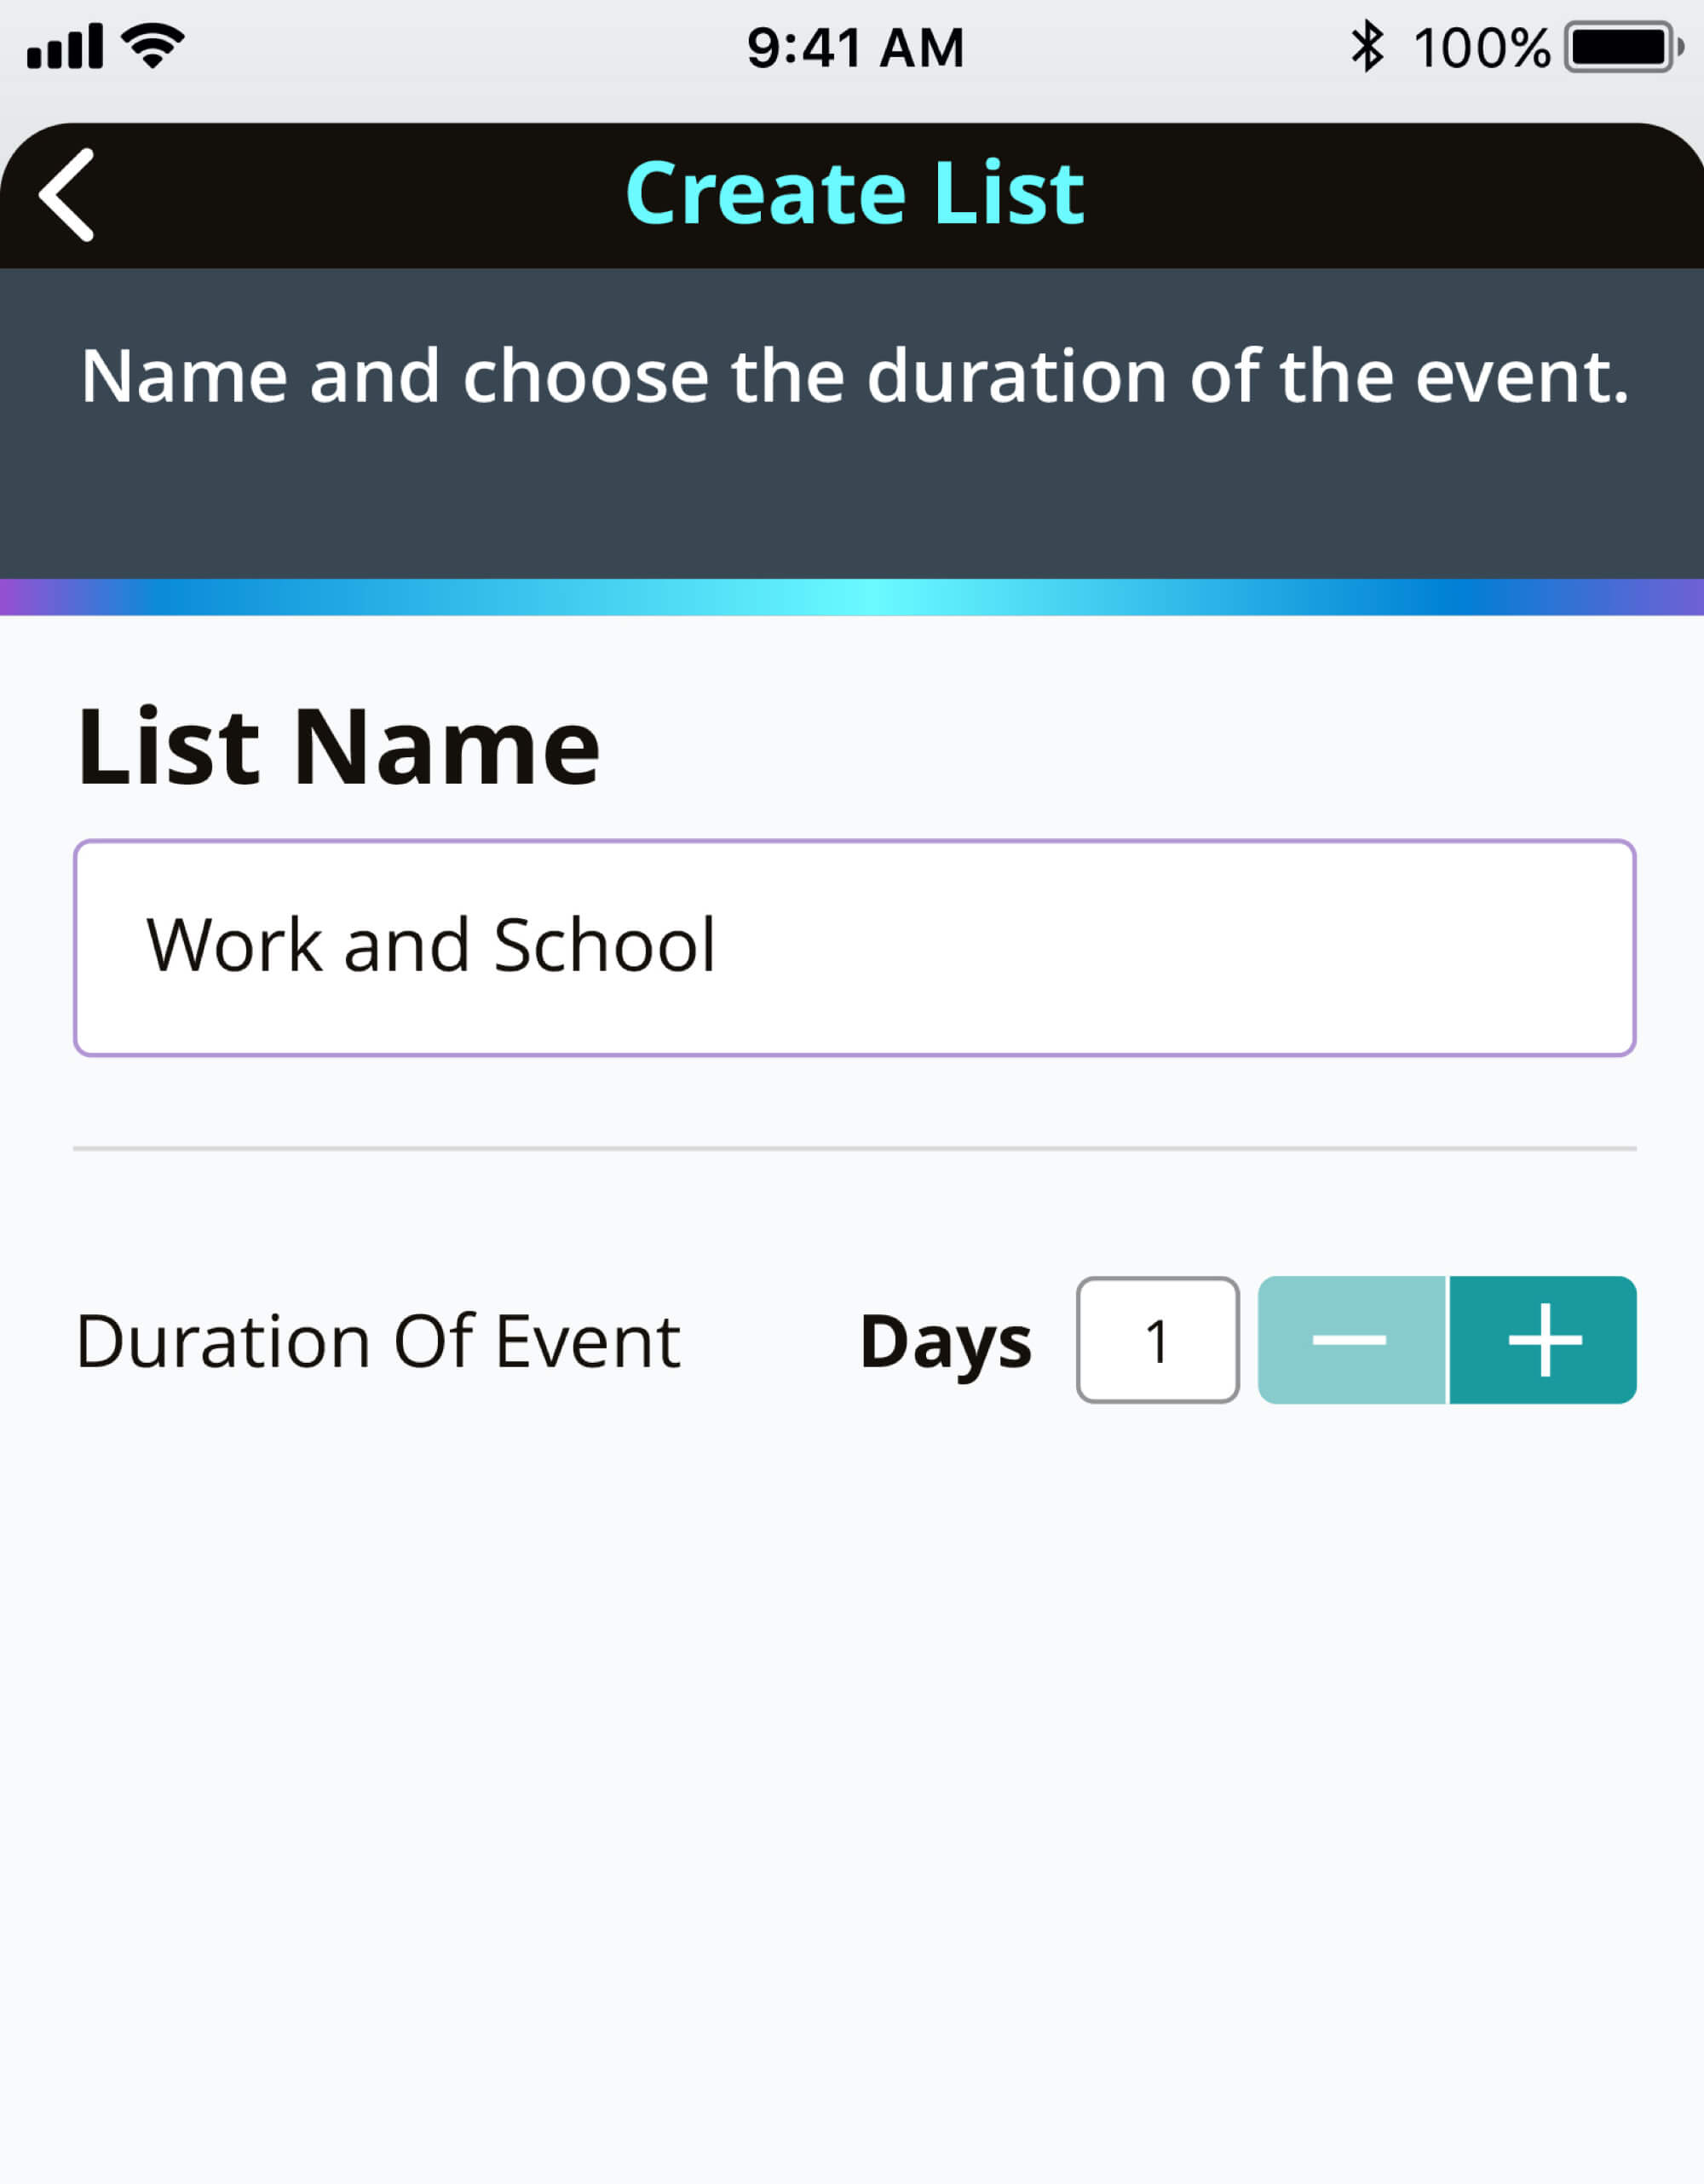 9:41 AM
100%
Create List
Name and choose the duration of the event.
List Name
Work and School
Duration Of Event Days 1